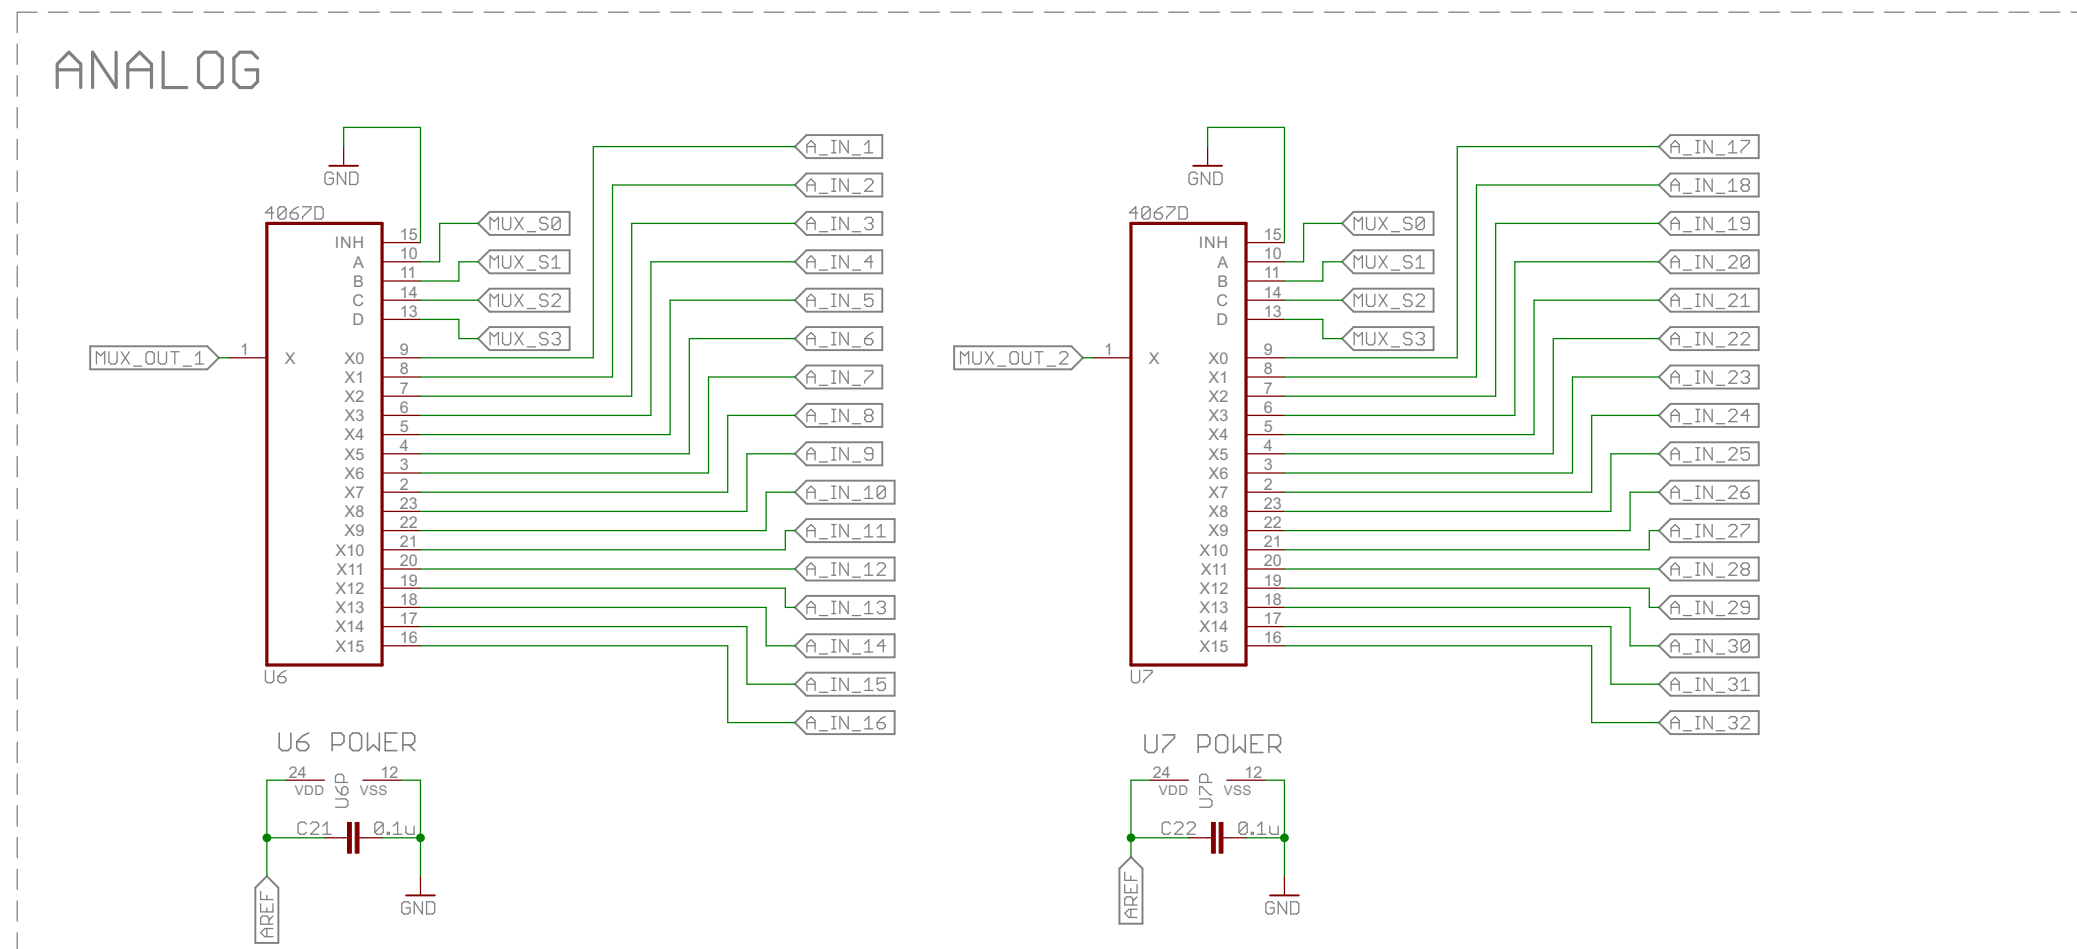 ANALOG
GND
4067D
INH 15
A 10 MUX_S0
B 11 MUX_S1
C 14 MUX_S2
D 13 MUX_S3
MUX_OUT_1 1 X
X0 9 A_IN_1
X1 8 A_IN_2
X2 7 A_IN_3
X3 6 A_IN_4
X4 5 A_IN_5
X5 4 A_IN_6
X6 3 A_IN_7
X7 2 A_IN_8
X8 23 A_IN_9
X9 22 A_IN_10
X10 21 A_IN_11
X11 20 A_IN_12
X12 19 A_IN_13
X13 18 A_IN_14
X14 17 A_IN_15
X15 16 A_IN_16
U6
U6 POWER
24 12
VDD U6P VSS
C21 0.1u
AREF
GND
GND
4067D
INH 15
A 10 MUX_S0
B 11 MUX_S1
C 14 MUX_S2
D 13 MUX_S3
MUX_OUT_2 1 X
X0 9 A_IN_17
X1 8 A_IN_18
X2 7 A_IN_19
X3 6 A_IN_20
X4 5 A_IN_21
X5 4 A_IN_22
X6 3 A_IN_23
X7 2 A_IN_24
X8 23 A_IN_25
X9 22 A_IN_26
X10 21 A_IN_27
X11 20 A_IN_28
X12 19 A_IN_29
X13 18 A_IN_30
X14 17 A_IN_31
X15 16 A_IN_32
U7
U7 POWER
24 12
VDD U7P VSS
C22 0.1u
AREF
GND